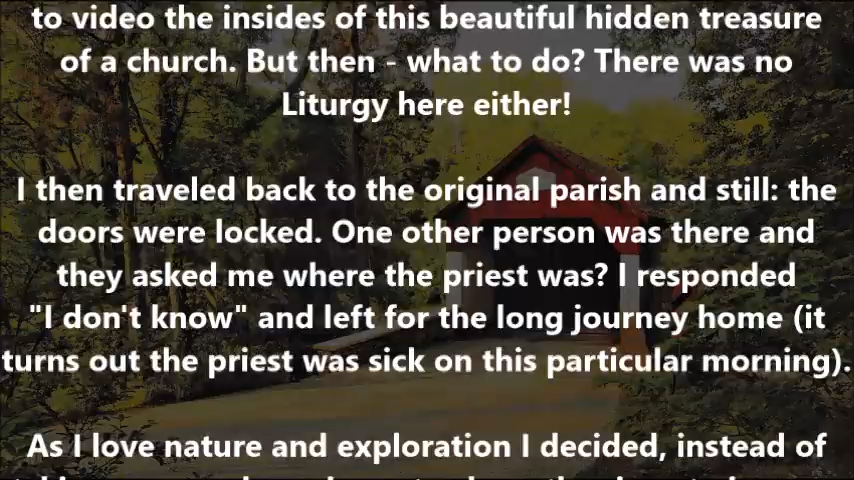 to video the insides of this beautiful hidden treasure
of a church. But then - what to do? There was no
Liturgy here either!
I then traveled back to the original parish and still: the
doors were locked. One other person was there and
they asked me where the priest was? I responded
"I don't know" and left for the long journey home (it
turns out the priest was sick on this particular morning).
As I love nature and exploration I decided, instead of